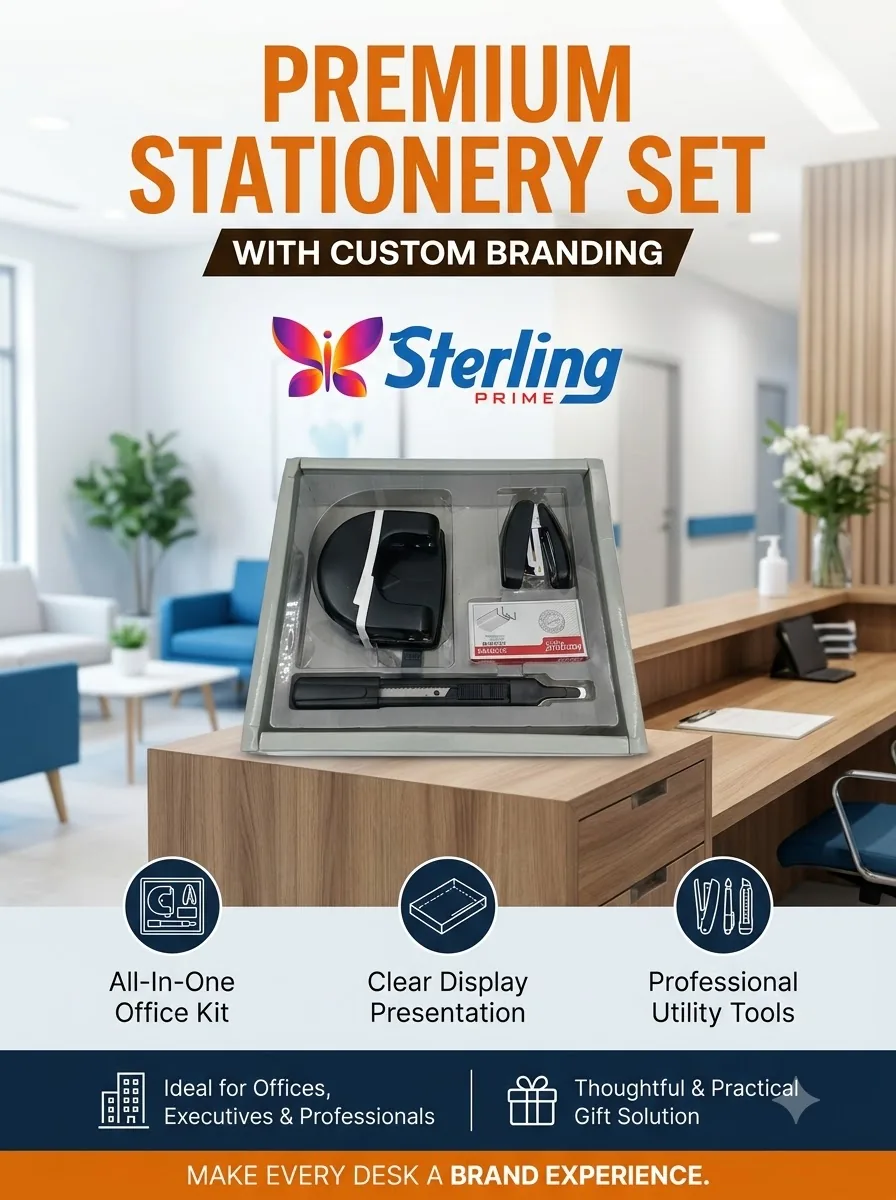 PREMIUM
STATIONERY SET
WITH CUSTOM BRANDING
Sterling
PRIME
All-In-One
Office Kit
Clear Display
Presentation
Professional
Utility Tools
Ideal for Offices,
Executives & Professionals
Thoughtful & Practical
Gift Solution
MAKE EVERY DESK A BRAND EXPERIENCE.